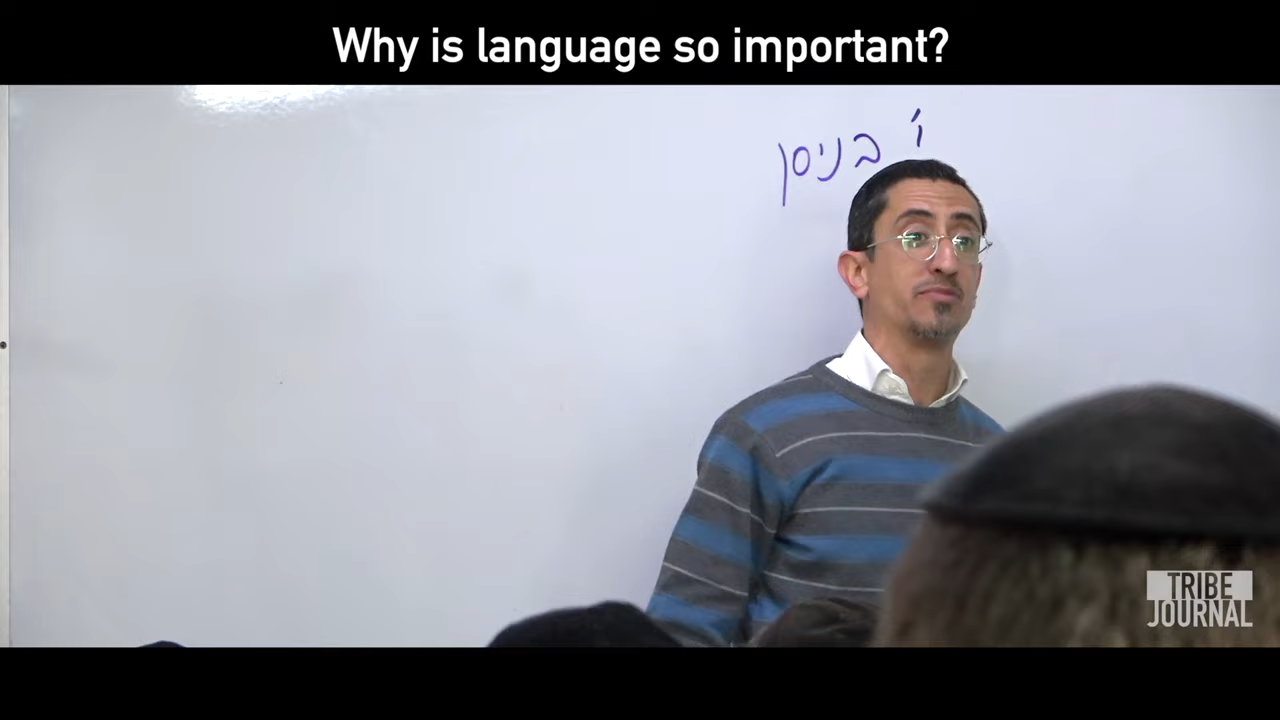 Why is language so important?
ו' בניסן
TRIBE
JOURNAL